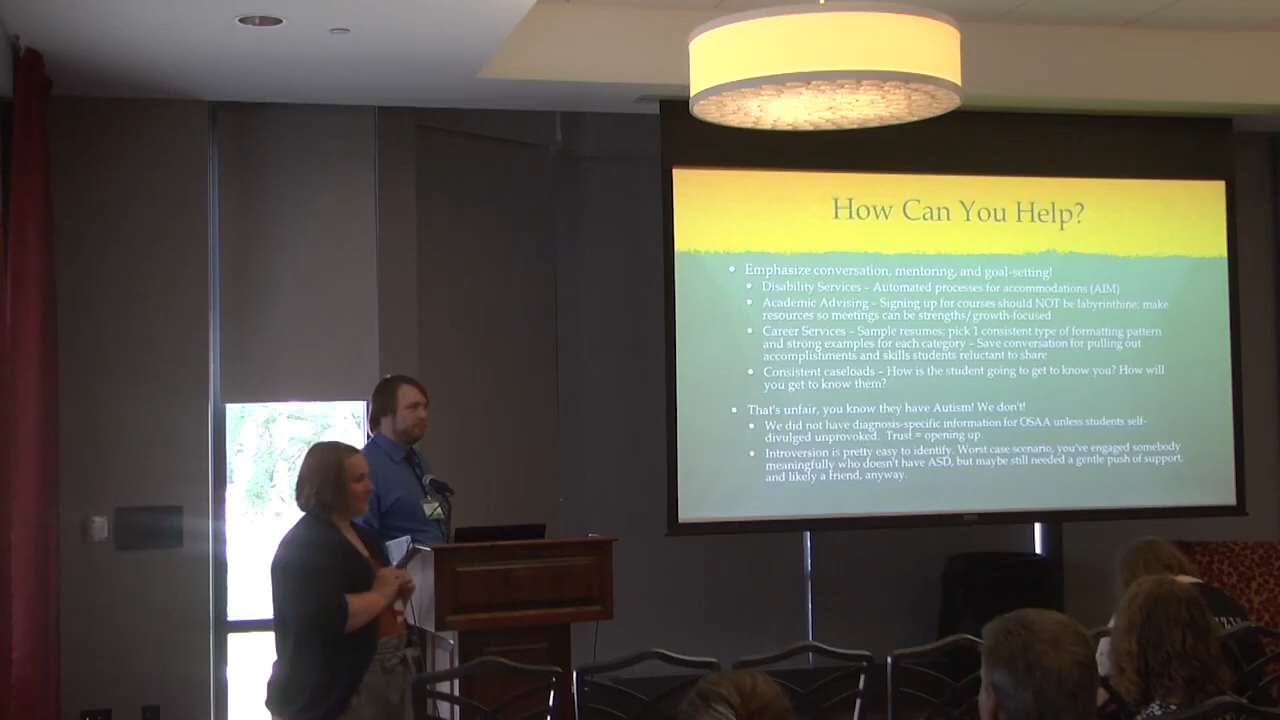 How Can You Help?
• Emphasize conversation, mentoring, and goal-setting!
• Disability Services – Automated processes for accommodations (AIM)
• Academic Advising – Signing up for courses should NOT be labyrinthine; make
resources so meetings can be strengths/growth-focused
• Career Services – Sample resumes; pick 1 consistent type of formatting pattern
and strong examples for each category – Save conversation for pulling out
accomplishments and skills students reluctant to share
• Consistent caseloads – How is the student going to get to know you? How will
you get to know them?
• That's unfair, you know they have Autism! We don't!
• We did not have diagnosis-specific information for OSAA unless students self-
divulged unprovoked. Trust = opening up.
• Introversion is pretty easy to identify. Worst case scenario, you've engaged somebody
meaningfully who doesn't have ASD, but maybe still needed a gentle push of support,
and likely a friend, anyway.